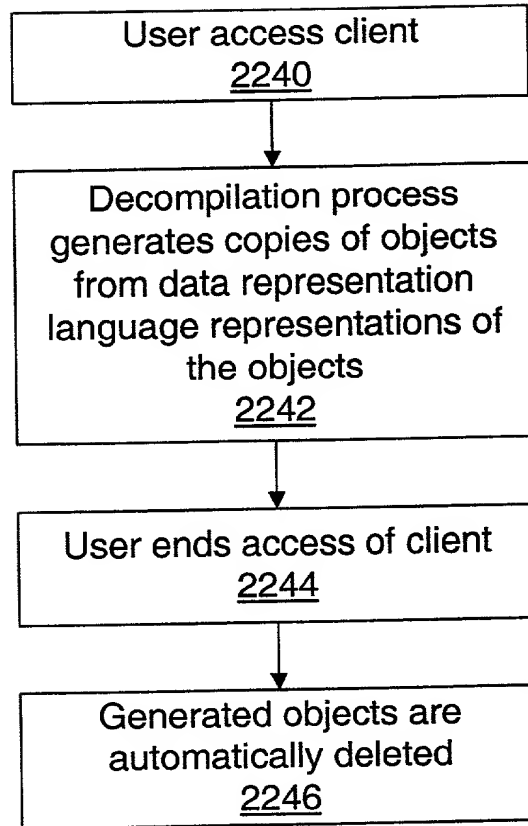 User access client
2240
Decompilation process
generates copies of objects
from data representation
language representations of
the objects
2242
User ends access of client
2244
Generated objects are
automatically deleted
2246